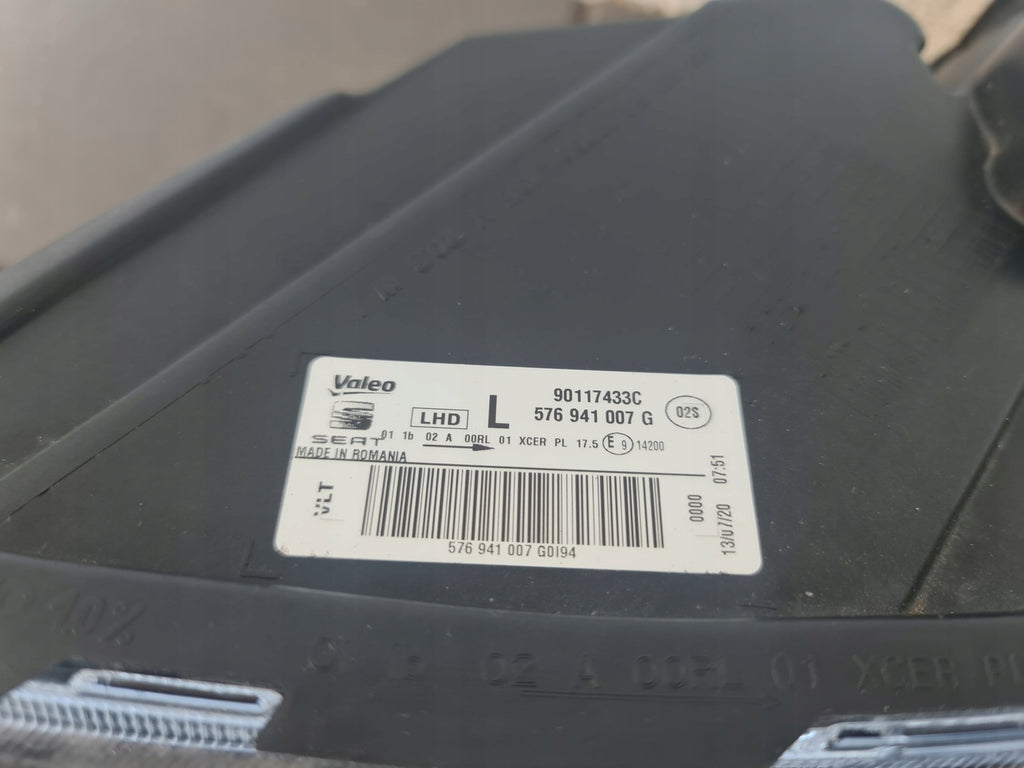 Valeo
SEAT
LHD
L
90117433C
576 941 007 G
02S
01 1b 02 A 00RL 01 XCER PL 17.5 E 9 14200
MADE IN ROMANIA
VLT
576 941 007 G0I94
0000
13/07/20 07:51
10%
1b 02 A 00RL 01 XCER PL